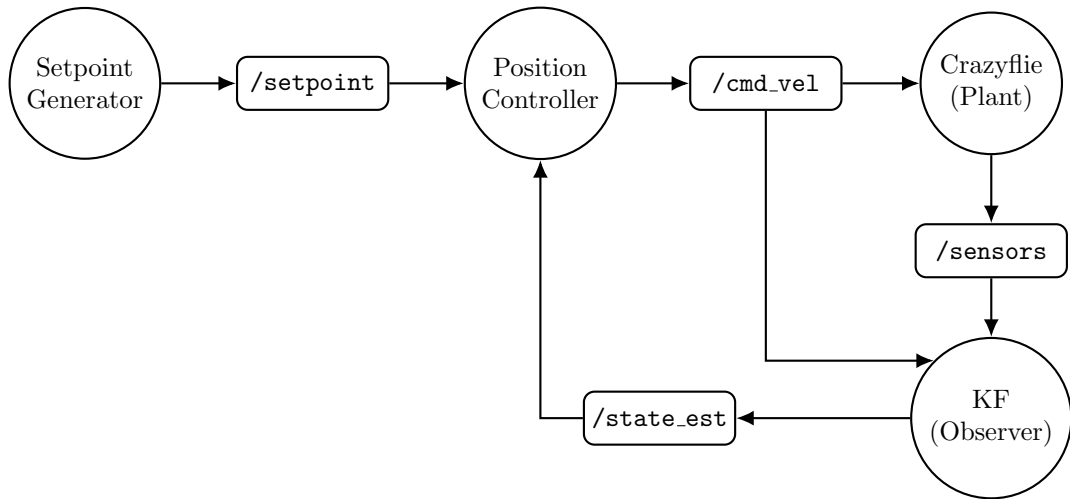 Setpoint
Generator
/setpoint
Position
Controller
/cmd_vel
Crazyflie
(Plant)
/sensors
/state_est
KF
(Observer)